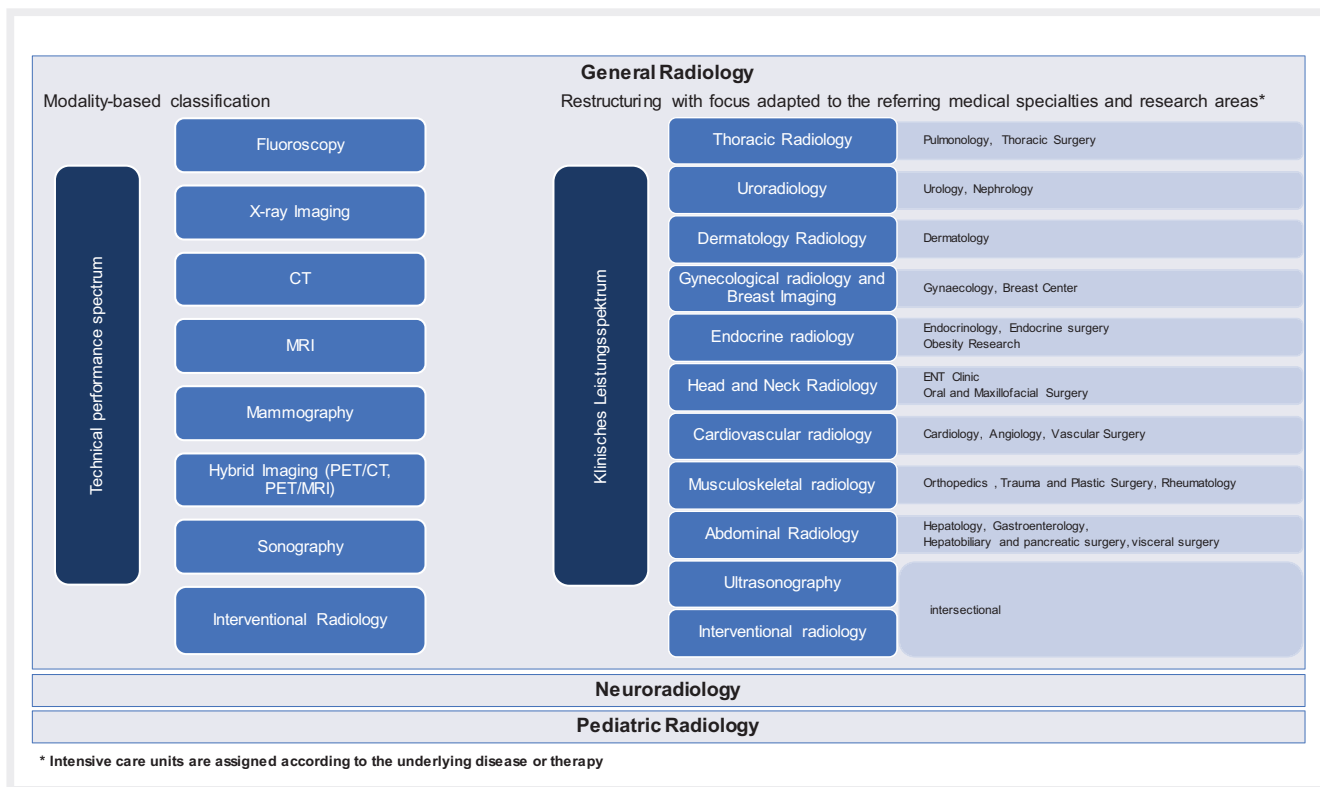 General Radiology
Modality-based classification
Technical performance spectrum
Fluoroscopy
X-ray Imaging
CT
MRI
Mammography
Hybrid Imaging (PET/CT,
PET/MRI)
Sonography
Interventional Radiology
Restructuring with focus adapted to the referring medical specialties and research areas*
Klinisches Leistungsspektrum
Thoracic Radiology
Pulmonology, Thoracic Surgery
Uroradiology
Urology, Nephrology
Dermatology Radiology
Dermatology
Gynecological radiology and
Breast Imaging
Gynaecology, Breast Center
Endocrine radiology
Endocrinology, Endocrine surgery
Obesity Research
Head and Neck Radiology
ENT Clinic
Oral and Maxillofacial Surgery
Cardiovascular radiology
Cardiology, Angiology, Vascular Surgery
Musculoskeletal radiology
Orthopedics , Trauma and Plastic Surgery, Rheumatology
Abdominal Radiology
Hepatology, Gastroenterology,
Hepatobiliary and pancreatic surgery, visceral surgery
Ultrasonography
Interventional radiology
intersectional
Neuroradiology
Pediatric Radiology
* Intensive care units are assigned according to the underlying disease or therapy